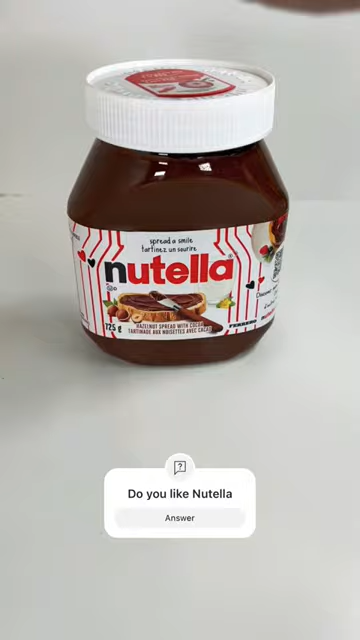 spread a smile
tartinez un sourire
nutella®
725 g
HAZELNUT SPREAD WITH COCOA
TARTINADE AUX NOISETTES AVEC CACAO
FERRERO
Do you like Nutella
Answer